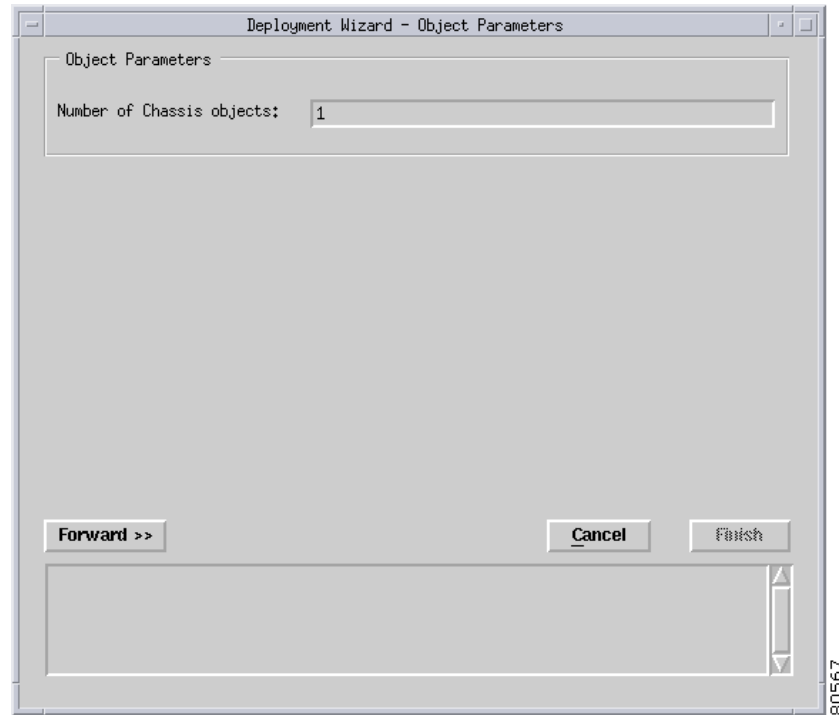 Deployment Wizard - Object Parameters
Object Parameters
Number of Chassis objects: 1
Forward >> Cancel Finish
80567